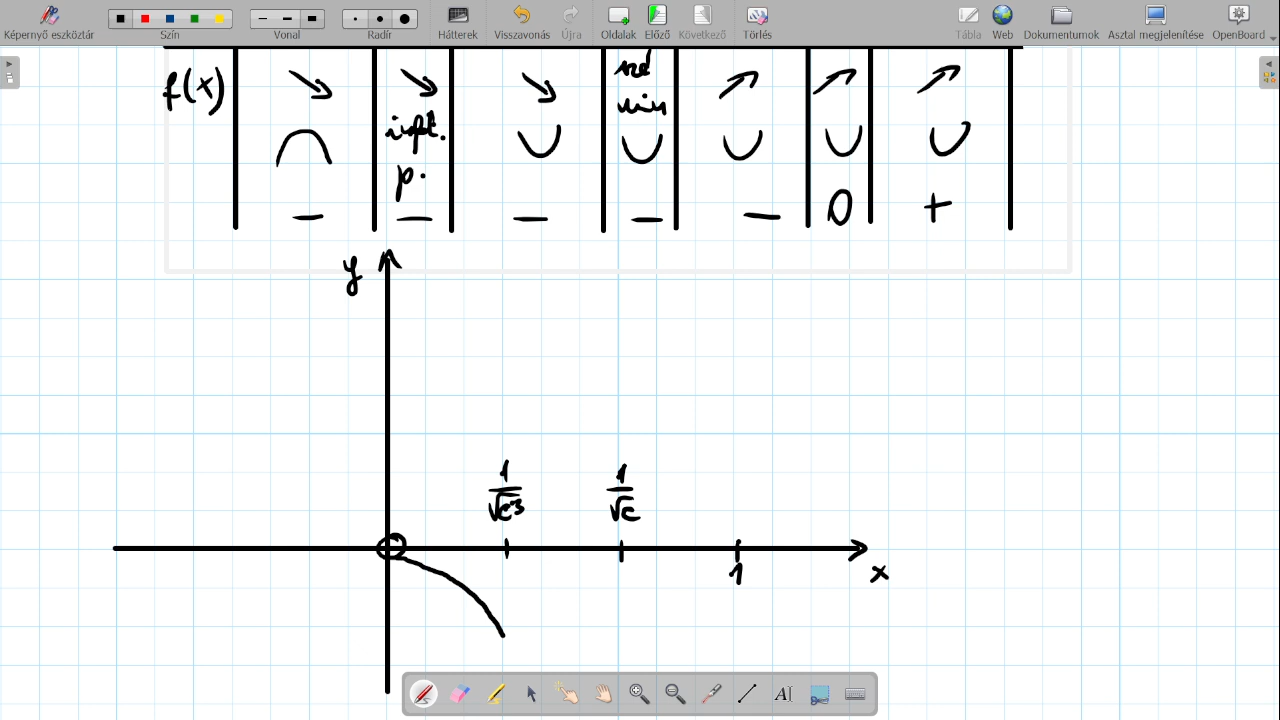 Képernyő eszköztár Szín Vonal Radír Hátterek Visszavonás Újra Oldalak Előző Következő Törlés Tábla Web Dokumentumok Asztal megjelenítése OpenBoard
f(x)
min
infl.
p.
− − − − − 0 +
y
1/√e³ 1/√e
1 x